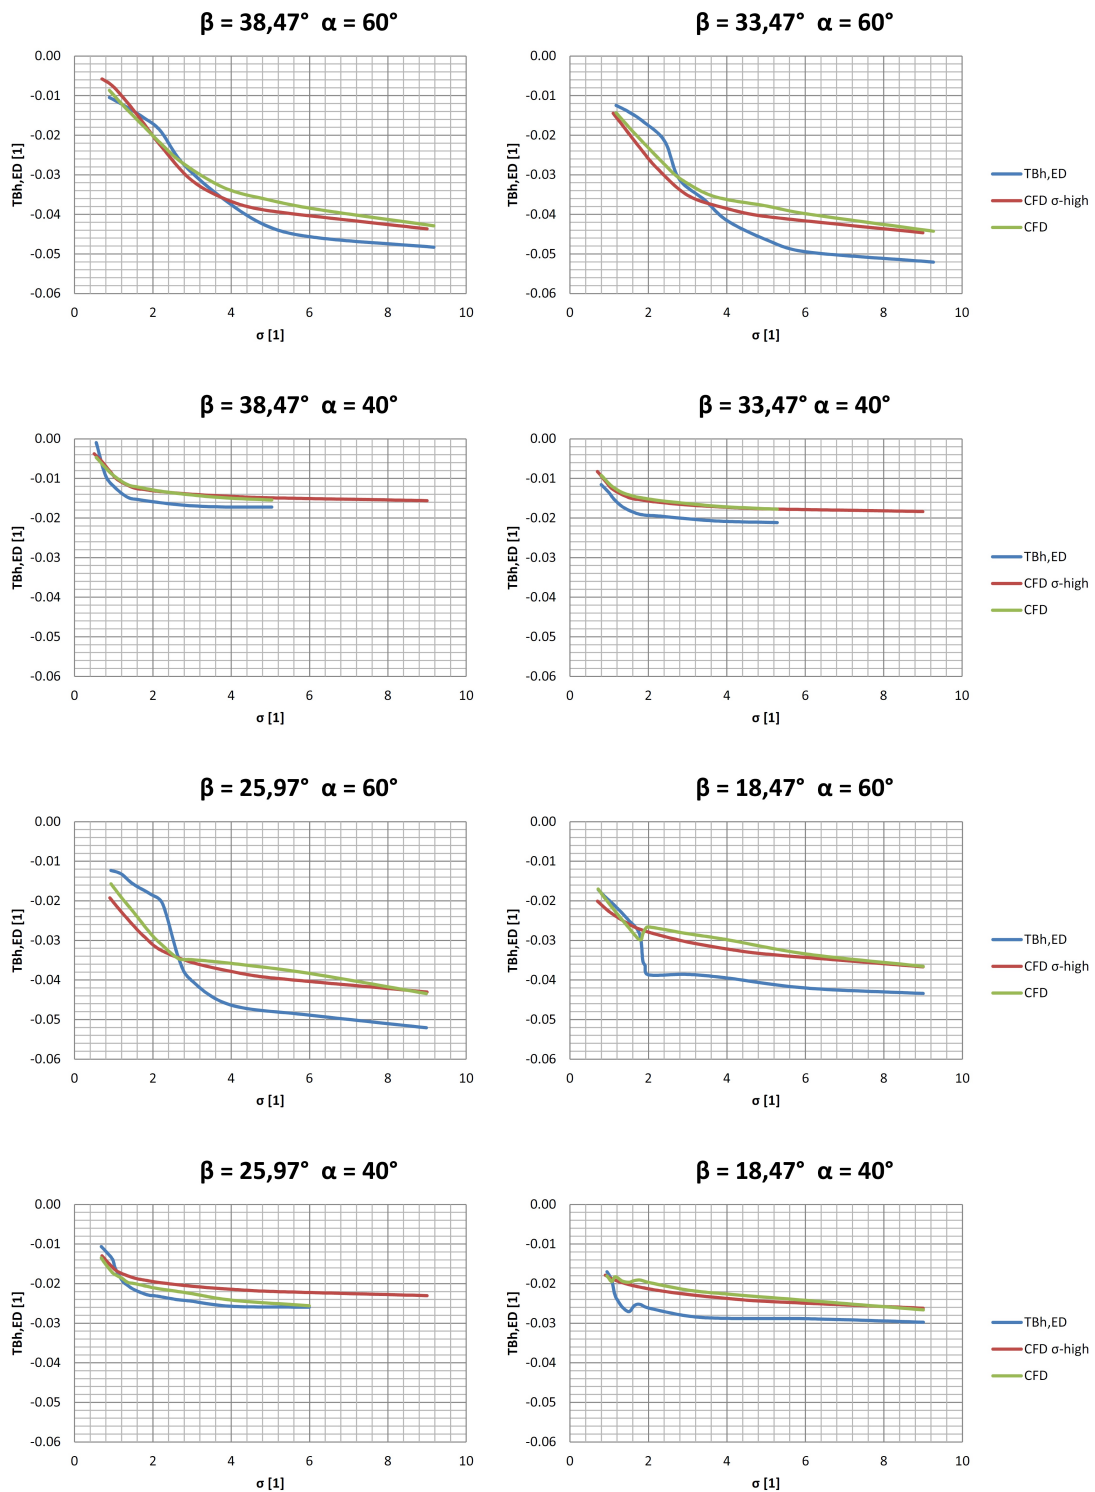 β = 38,47°  α = 60°
β = 33,47°  α = 60°
0.00
-0.01
-0.02
-0.03
-0.04
-0.05
-0.06
TBh,ED [1]
0 2 4 6 8 10
σ [1]
0.00
-0.01
-0.02
-0.03
-0.04
-0.05
-0.06
TBh,ED [1]
0 2 4 6 8 10
σ [1]
TBh,ED
CFD σ-high
CFD
β = 38,47°  α = 40°
β = 33,47° α = 40°
0.00
-0.01
-0.02
-0.03
-0.04
-0.05
-0.06
TBh,ED [1]
0 2 4 6 8 10
σ [1]
0.00
-0.01
-0.02
-0.03
-0.04
-0.05
-0.06
TBh,ED [1]
0 2 4 6 8 10
σ [1]
TBh,ED
CFD σ-high
CFD
β = 25,97°  α = 60°
β = 18,47°  α = 60°
0.00
-0.01
-0.02
-0.03
-0.04
-0.05
-0.06
TBh,ED [1]
0 2 4 6 8 10
σ [1]
0.00
-0.01
-0.02
-0.03
-0.04
-0.05
-0.06
TBh,ED [1]
0 2 4 6 8 10
σ [1]
TBh,ED
CFD σ-high
CFD
β = 25,97°  α = 40°
β = 18,47°  α = 40°
0.00
-0.01
-0.02
-0.03
-0.04
-0.05
-0.06
TBh,ED [1]
0 2 4 6 8 10
σ [1]
0.00
-0.01
-0.02
-0.03
-0.04
-0.05
-0.06
TBh,ED [1]
0 2 4 6 8 10
σ [1]
TBh,ED
CFD σ-high
CFD